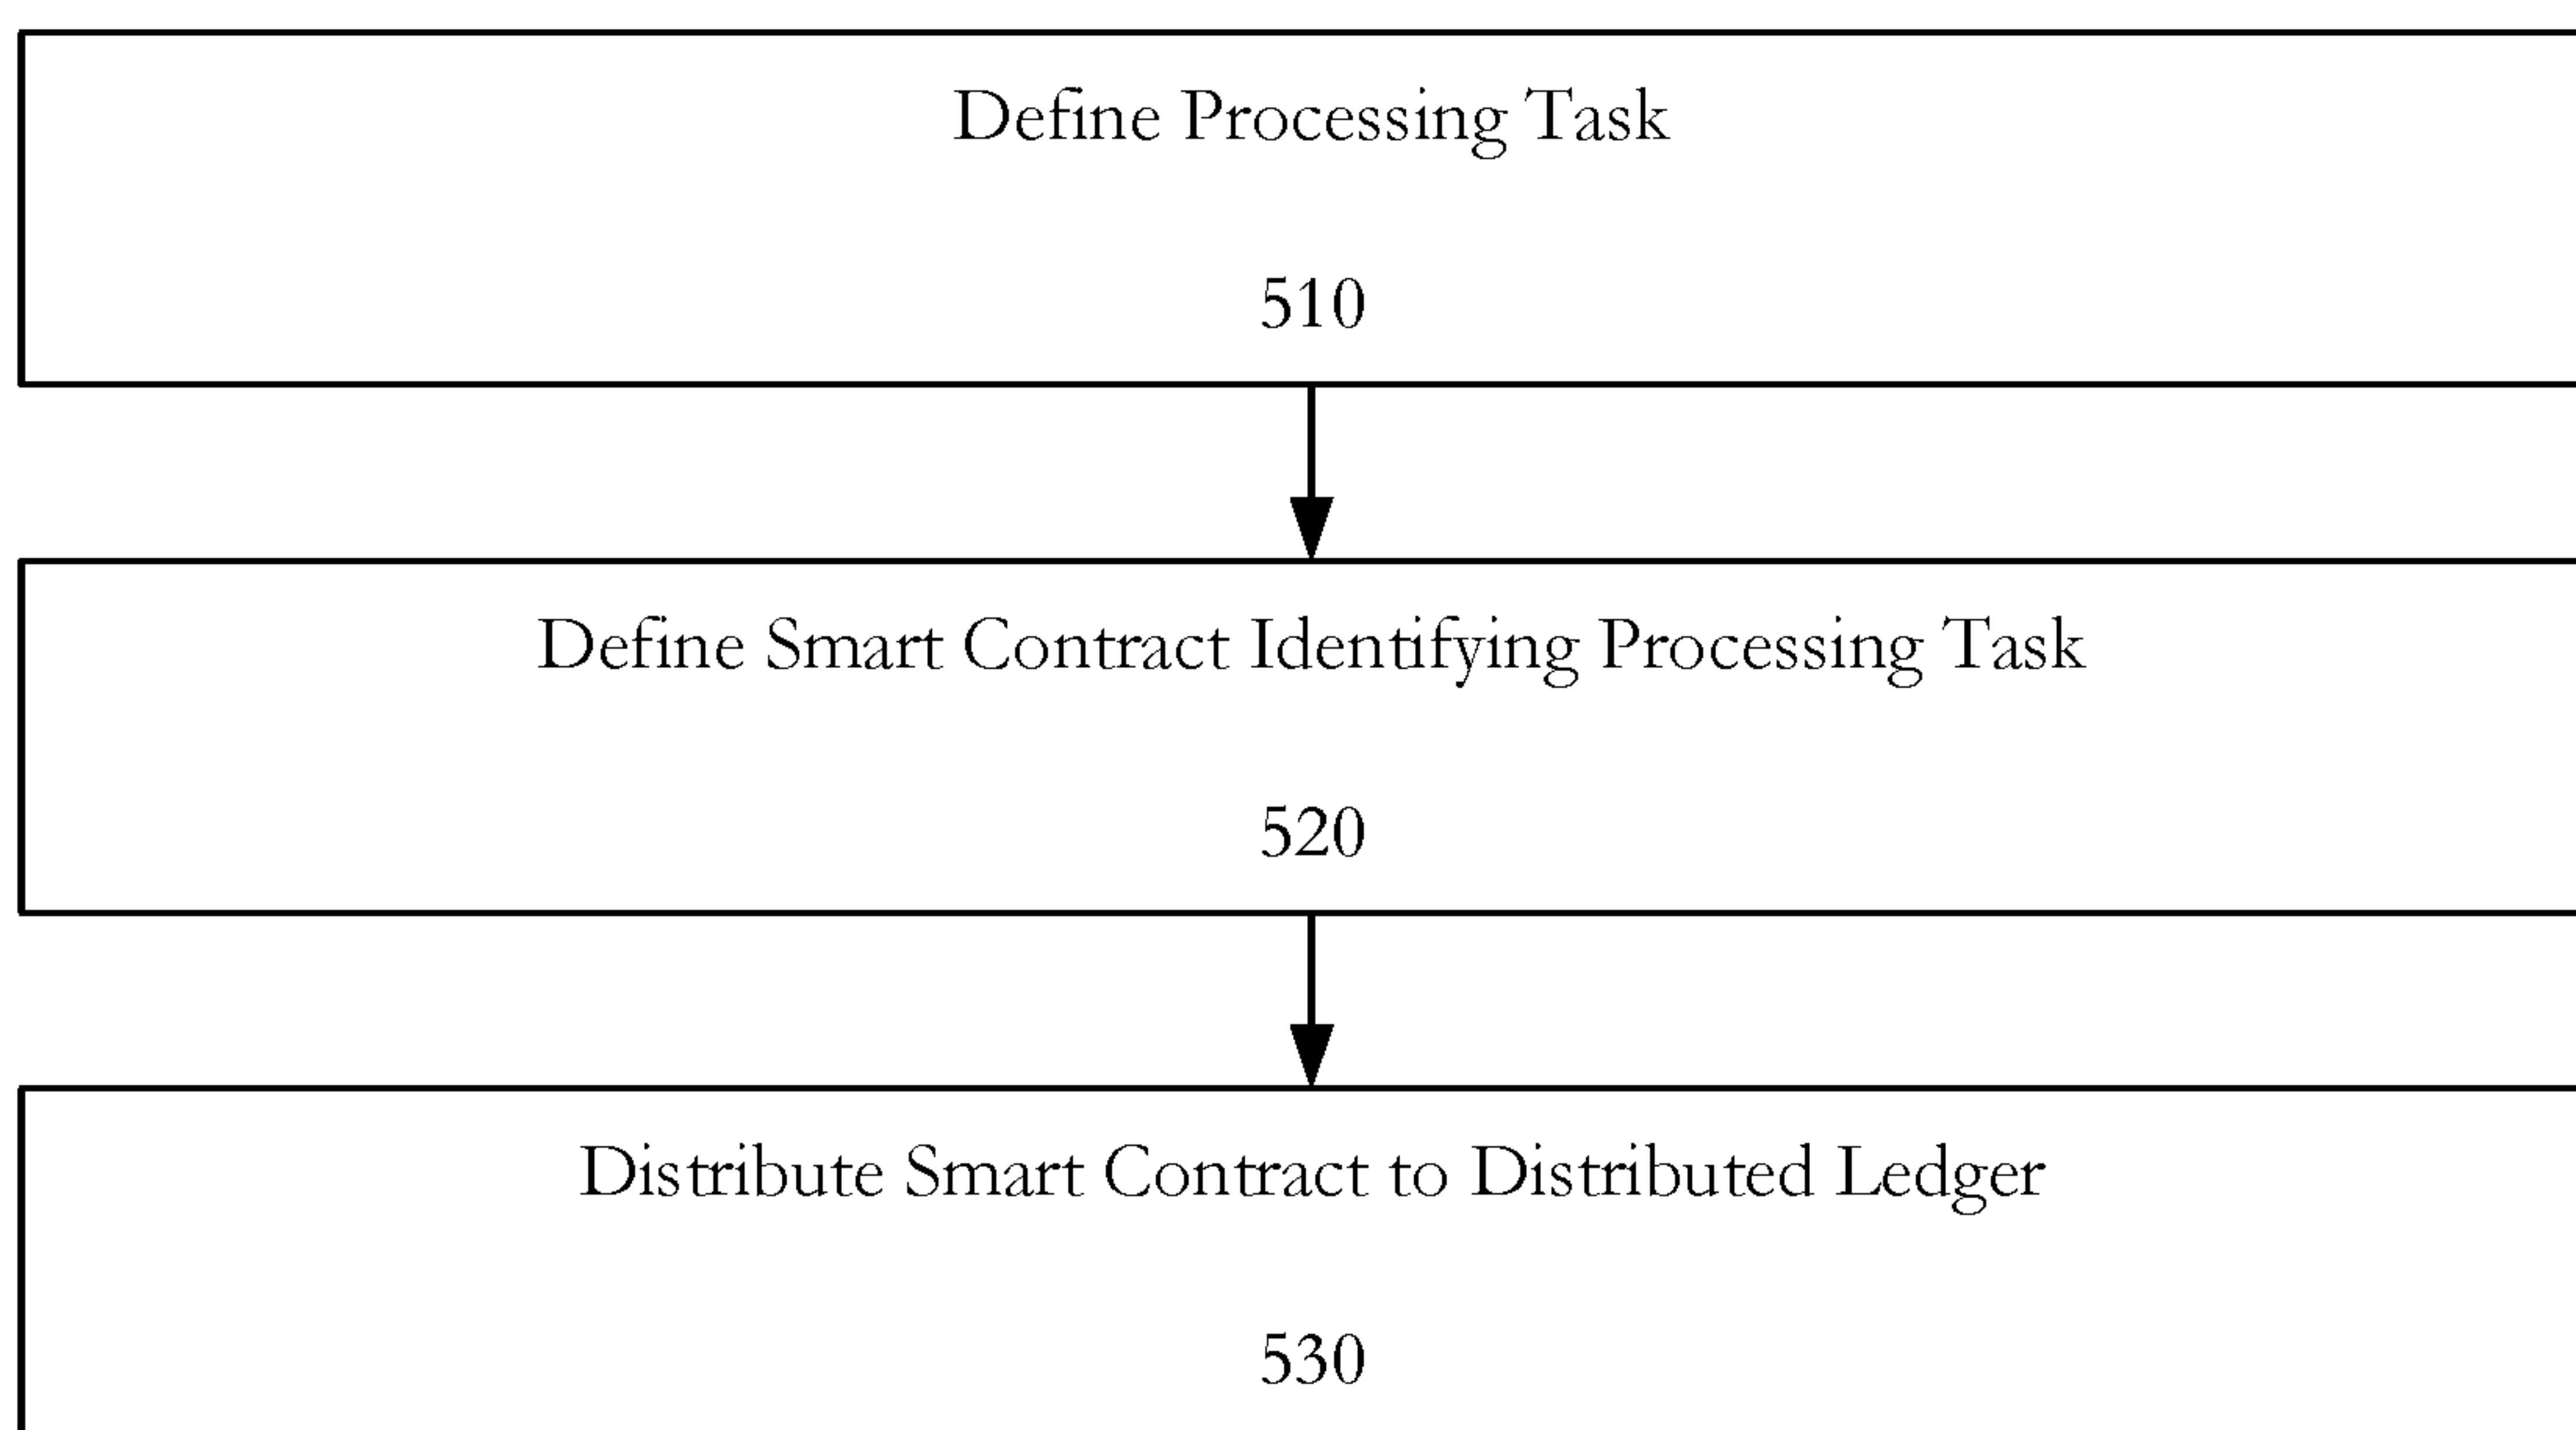 Define Processing Task
510
Define Smart Contract Identifying Processing Task
520
Distribute Smart Contract to Distributed Ledger
530